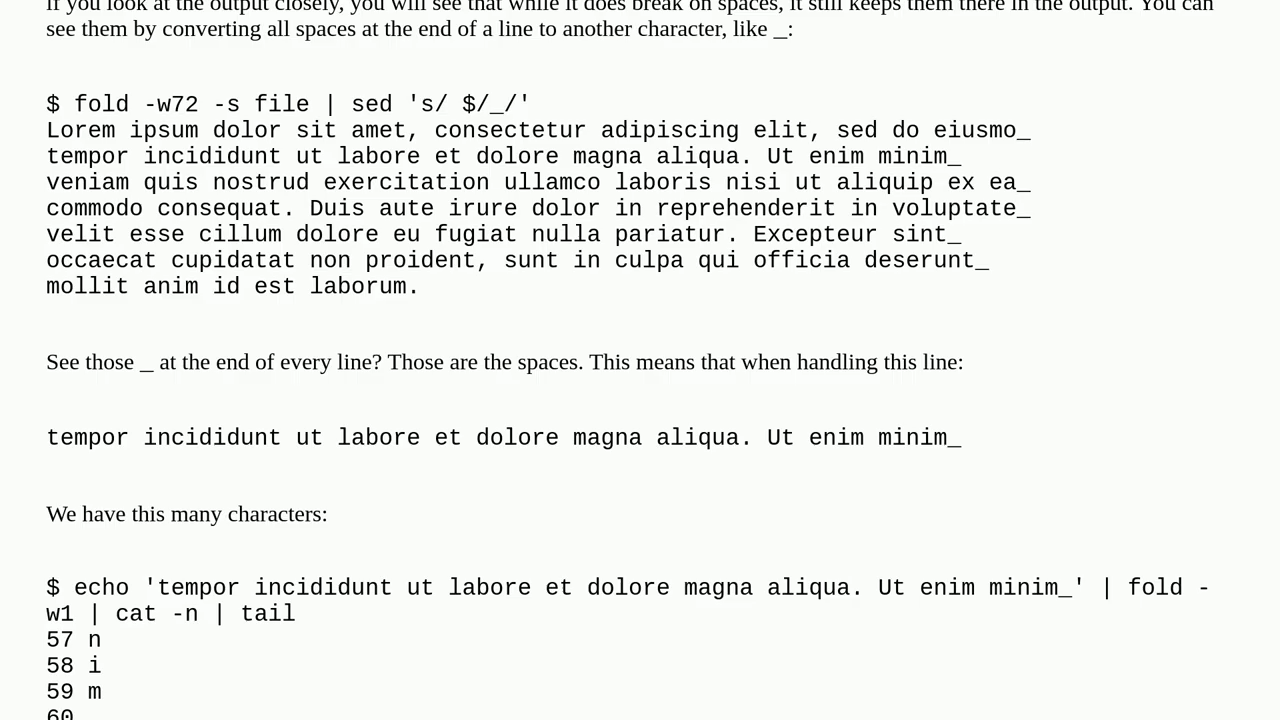 if you look at the output closely, you will see that while it does break on spaces, it still keeps them there in the output. You can
see them by converting all spaces at the end of a line to another character, like _:
$ fold -w72 -s file | sed 's/ $/_/'
Lorem ipsum dolor sit amet, consectetur adipiscing elit, sed do eiusmo_
tempor incididunt ut labore et dolore magna aliqua. Ut enim minim_
veniam quis nostrud exercitation ullamco laboris nisi ut aliquip ex ea_
commodo consequat. Duis aute irure dolor in reprehenderit in voluptate_
velit esse cillum dolore eu fugiat nulla pariatur. Excepteur sint_
occaecat cupidatat non proident, sunt in culpa qui officia deserunt_
mollit anim id est laborum.
See those _ at the end of every line? Those are the spaces. This means that when handling this line:
tempor incididunt ut labore et dolore magna aliqua. Ut enim minim_
We have this many characters:
$ echo 'tempor incididunt ut labore et dolore magna aliqua. Ut enim minim_' | fold -
w1 | cat -n | tail
57 n
58 i
59 m
60